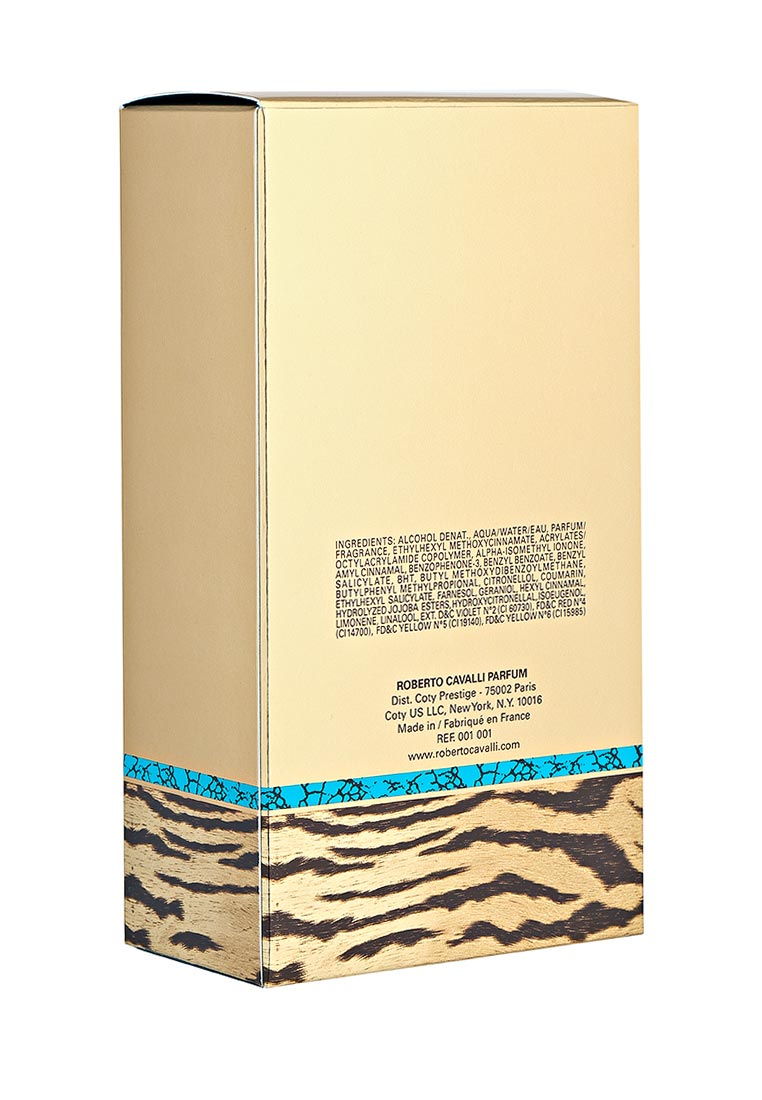 INGREDIENTS: ALCOHOL DENAT., AQUA/WATER/EAU, PARFUM/
FRAGRANCE, ETHYLHEXYL METHOXYCINNAMATE, ACRYLATES/
OCTYLACRYLAMIDE COPOLYMER, ALPHA-ISOMETHYL IONONE,
AMYL CINNAMAL, BENZOPHENONE-3, BENZYL BENZOATE, BENZYL
SALICYLATE, BHT, BUTYL METHOXYDIBENZOYLMETHANE,
BUTYLPHENYL METHYLPROPIONAL, CITRONELLOL, COUMARIN,
ETHYLHEXYL SALICYLATE, FARNESOL, GERANIOL, HEXYL CINNAMAL,
HYDROLYZED JOJOBA ESTERS, HYDROXYCITRONELLAL, ISOEUGENOL,
LIMONENE, LINALOOL, EXT. D&C VIOLET N°2 (CI 60730), FD&C RED N°4
(CI14700), FD&C YELLOW N°5 (CI19140), FD&C YELLOW N°6 (CI15985)
ROBERTO CAVALLI PARFUM
Dist. Coty Prestige - 75002 Paris
Coty US LLC, New York, N.Y. 10016
Made in / Fabriqué en France
REF. 001 001
www.robertocavalli.com